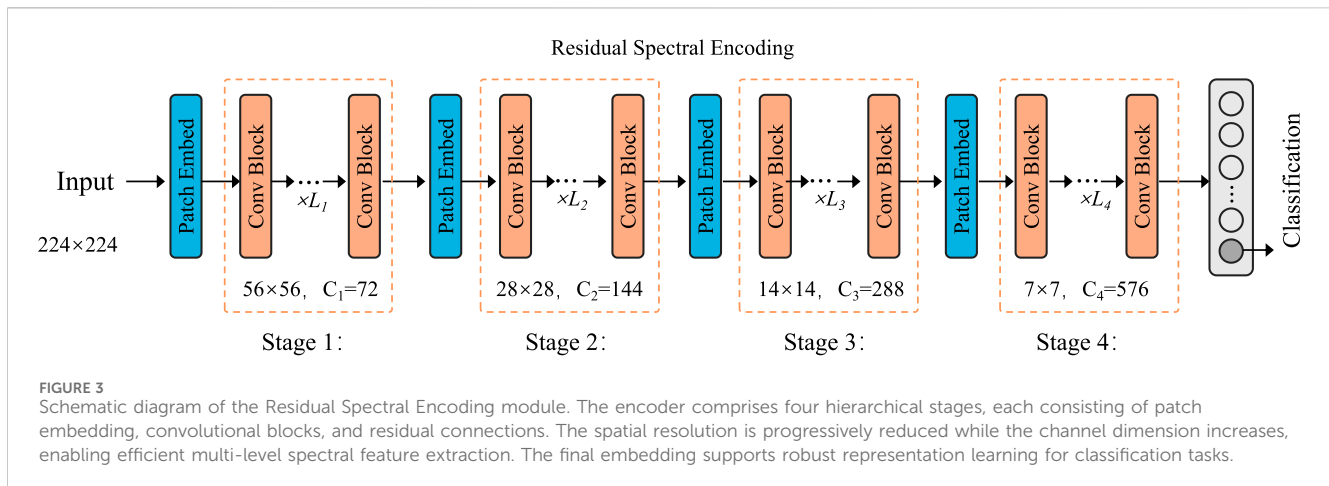 Residual Spectral Encoding
Input
224×224
Patch Embed
Conv Block
...
×L₁
Conv Block
56×56, C₁=72
Stage 1:
Patch Embed
Conv Block
...
×L₂
Conv Block
28×28, C₂=144
Stage 2:
Patch Embed
Conv Block
...
×L₃
Conv Block
14×14, C₃=288
Stage 3:
Patch Embed
Conv Block
...
×L₄
Conv Block
7×7, C₄=576
Stage 4:
...
Classification
FIGURE 3
Schematic diagram of the Residual Spectral Encoding module. The encoder comprises four hierarchical stages, each consisting of patch
embedding, convolutional blocks, and residual connections. The spatial resolution is progressively reduced while the channel dimension increases,
enabling efficient multi-level spectral feature extraction. The final embedding supports robust representation learning for classification tasks.